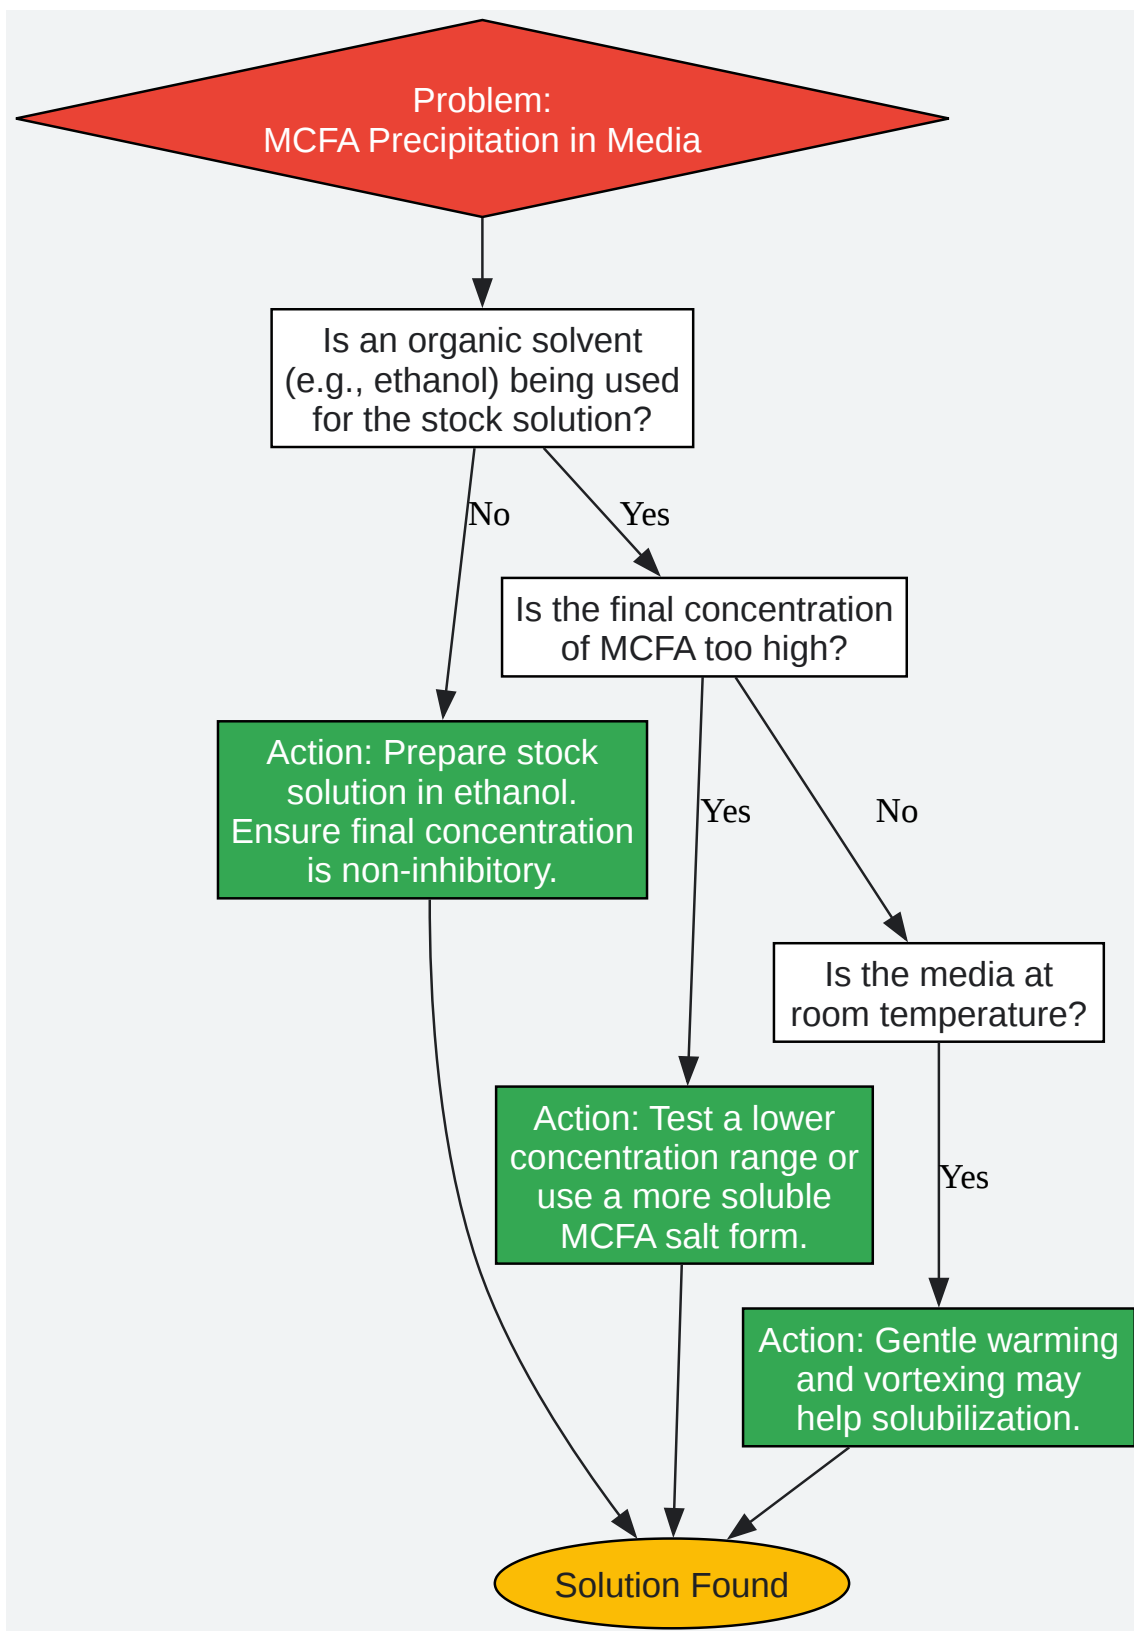 Problem:
MCFA Precipitation in Media
Is an organic solvent
(e.g., ethanol) being used
for the stock solution?
No
Yes
Is the final concentration
of MCFA too high?
Action: Prepare stock
solution in ethanol.
Ensure final concentration
is non-inhibitory.
Yes
No
Is the media at
room temperature?
Action: Test a lower
concentration range or
use a more soluble
MCFA salt form.
Yes
Action: Gentle warming
and vortexing may
help solubilization.
Solution Found